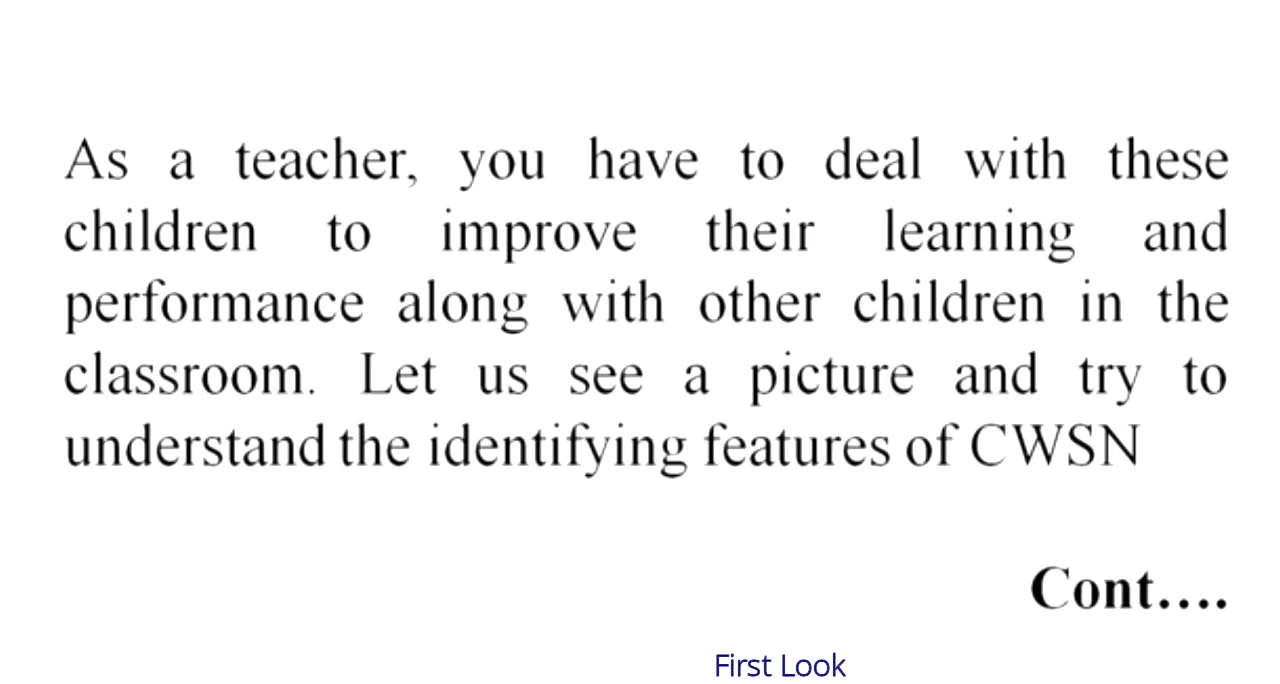 As a teacher, you have to deal with these
children to improve their learning and
performance along with other children in the
classroom. Let us see a picture and try to
understand the identifying features of CWSN
Cont....
First Look